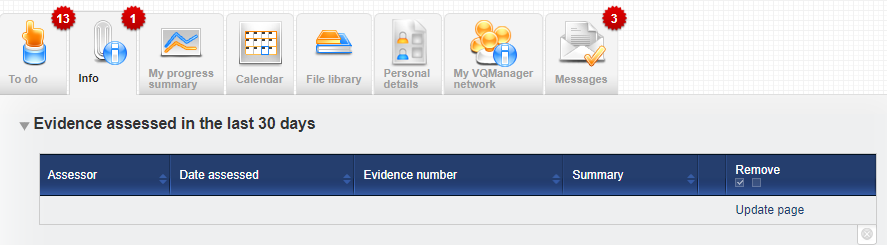 13
1
3
To do
Info
My progress
summary
Calendar
File library
Personal
details
My VQManager
network
Messages
Evidence assessed in the last 30 days
Assessor Date assessed Evidence number Summary Remove
Update page